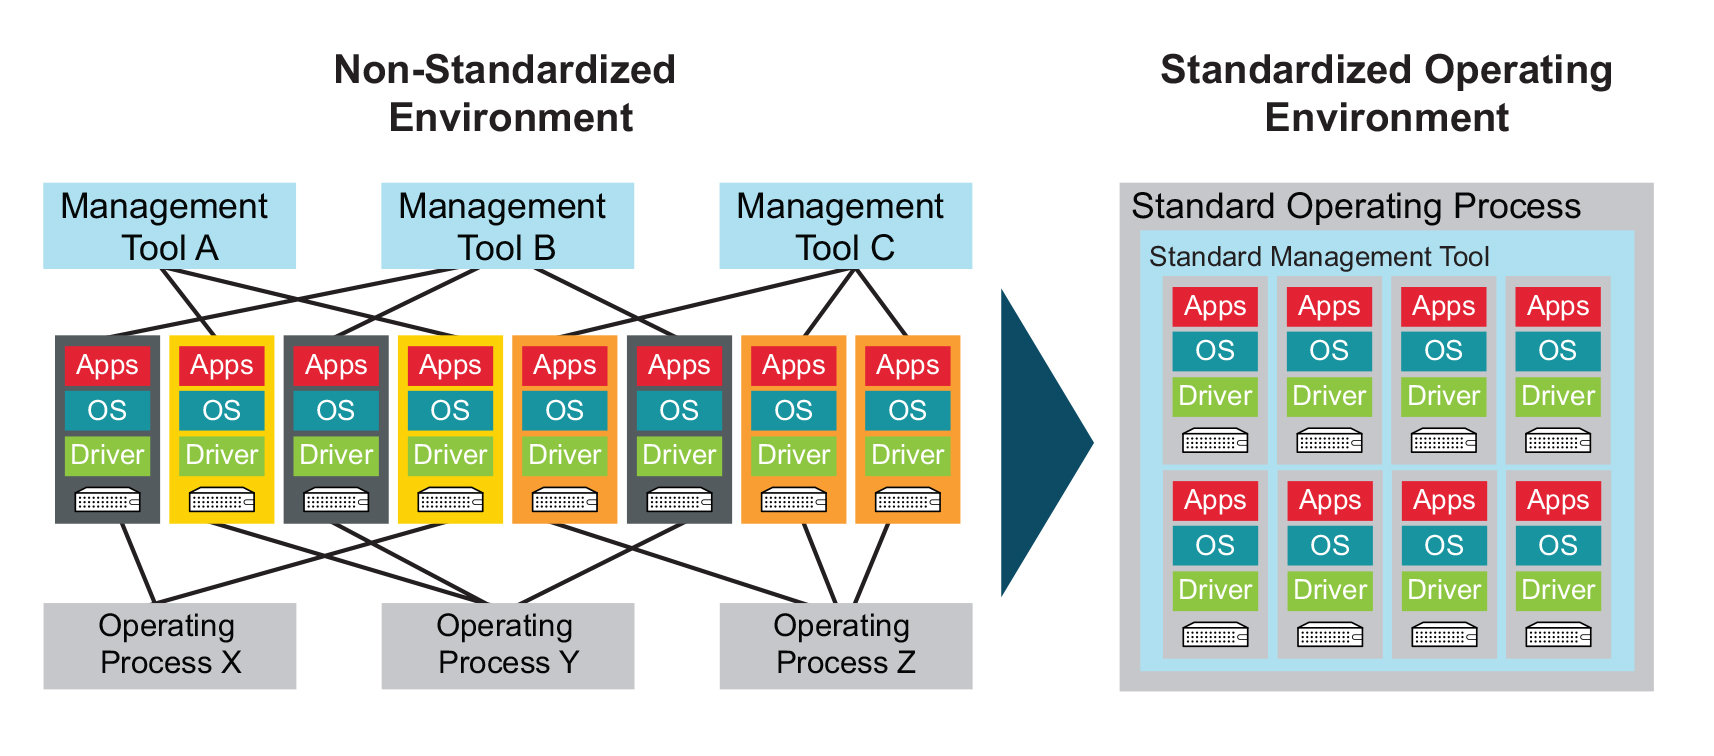 Non-Standardized
Environment
Standardized Operating
Environment
Management
Tool A
Management
Tool B
Management
Tool C
Apps
OS
Driver
Apps
OS
Driver
Apps
OS
Driver
Apps
OS
Driver
Apps
OS
Driver
Apps
OS
Driver
Apps
OS
Driver
Apps
OS
Driver
Operating
Process X
Operating
Process Y
Operating
Process Z
Standard Operating Process
Standard Management Tool
Apps
OS
Driver
Apps
OS
Driver
Apps
OS
Driver
Apps
OS
Driver
Apps
OS
Driver
Apps
OS
Driver
Apps
OS
Driver
Apps
OS
Driver